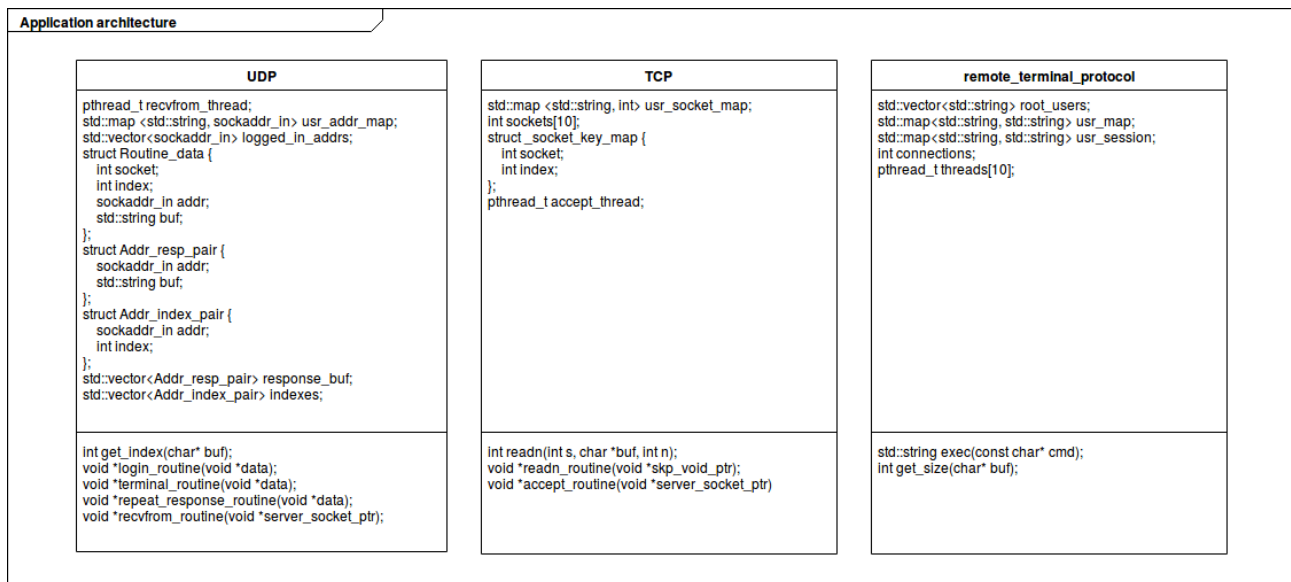 Application architecture
UDP
pthread_t recvfrom_thread;
std::map <std::string, sockaddr_in> usr_addr_map;
std::vector<sockaddr_in> logged_in_addrs;
struct Routine_data {
int socket;
int index;
sockaddr_in addr;
std::string buf;
};
struct Addr_resp_pair {
sockaddr_in addr;
std::string buf;
};
struct Addr_index_pair {
sockaddr_in addr;
int index;
};
std::vector<Addr_resp_pair> response_buf;
std::vector<Addr_index_pair> indexes;
int get_index(char* buf);
void *login_routine(void *data);
void *terminal_routine(void *data);
void *repeat_response_routine(void *data);
void *recvfrom_routine(void *server_socket_ptr);
TCP
std::map <std::string, int> usr_socket_map;
int sockets[10];
struct _socket_key_map {
int socket;
int index;
};
pthread_t accept_thread;
int readn(int s, char *buf, int n);
void *readn_routine(void *skp_void_ptr);
void *accept_routine(void *server_socket_ptr)
remote_terminal_protocol
std::vector<std::string> root_users;
std::map<std::string, std::string> usr_map;
std::map<std::string, std::string> usr_session;
int connections;
pthread_t threads[10];
std::string exec(const char* cmd);
int get_size(char* buf);